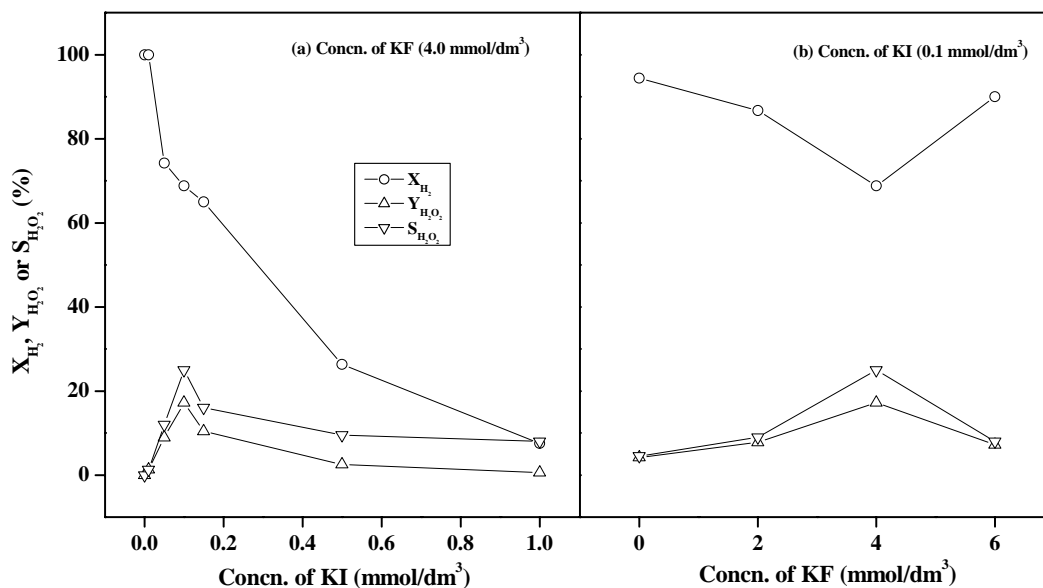 (a) Concn. of KF (4.0 mmol/dm³)
(b) Concn. of KI (0.1 mmol/dm³)
X_H₂, Y_H₂O₂ or S_H₂O₂ (%)
100
80
60
40
20
0
X_H₂
Y_H₂O₂
S_H₂O₂
0.0 0.2 0.4 0.6 0.8 1.0
0 2 4 6
Concn. of KI (mmol/dm³)
Concn. of KF (mmol/dm³)